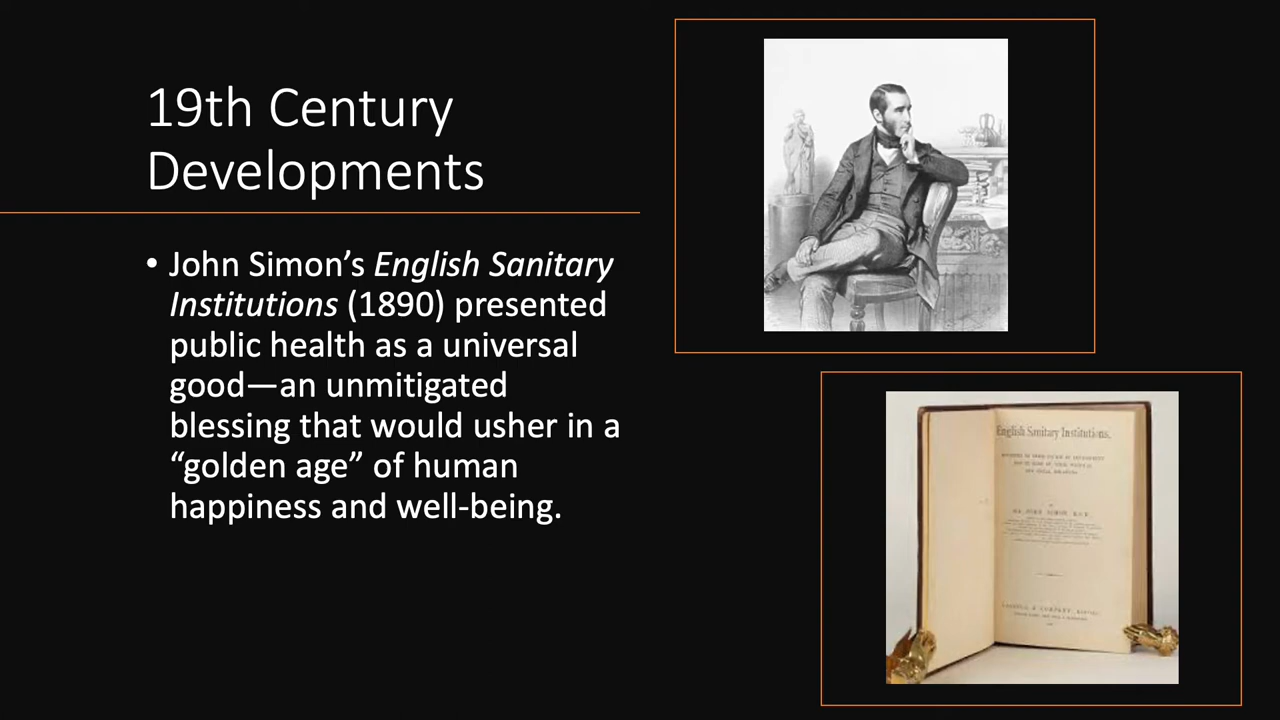 19th Century
Developments
• John Simon’s English Sanitary
Institutions (1890) presented
public health as a universal
good—an unmitigated
blessing that would usher in a
“golden age” of human
happiness and well-being.
English Sanitary Institutions,